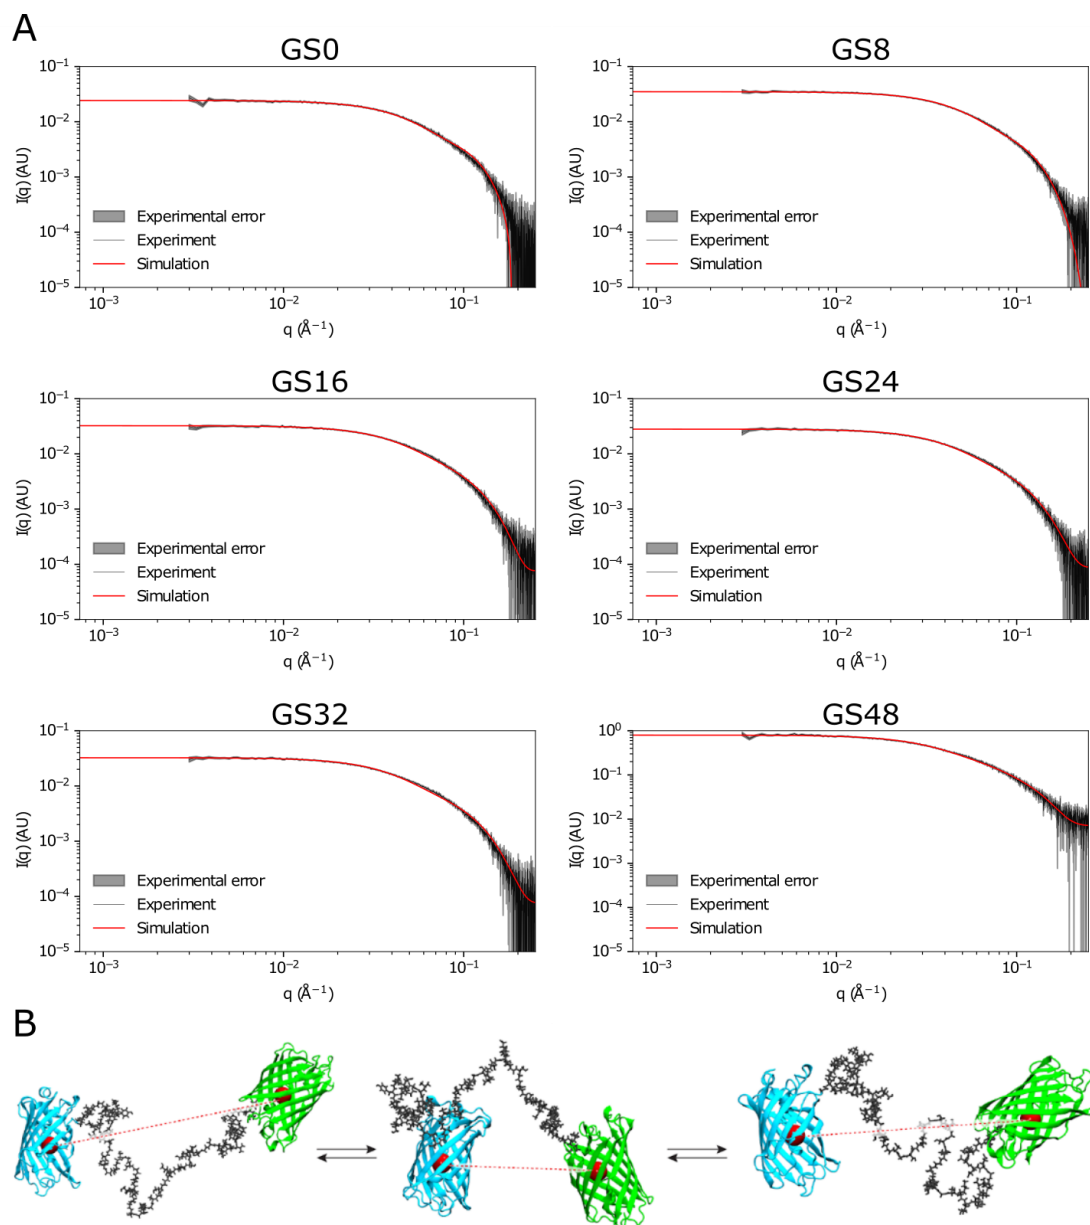 A
GS0
10⁻¹
10⁻²
10⁻³
10⁻⁴
10⁻⁵
I(q) (AU)
Experimental error
Experiment
Simulation
10⁻³
10⁻²
10⁻¹
q (Å⁻¹)
GS8
10⁻¹
10⁻²
10⁻³
10⁻⁴
10⁻⁵
I(q) (AU)
Experimental error
Experiment
Simulation
10⁻³
10⁻²
10⁻¹
q (Å⁻¹)
GS16
10⁻¹
10⁻²
10⁻³
10⁻⁴
10⁻⁵
I(q) (AU)
Experimental error
Experiment
Simulation
10⁻³
10⁻²
10⁻¹
q (Å⁻¹)
GS24
10⁻¹
10⁻²
10⁻³
10⁻⁴
10⁻⁵
I(q) (AU)
Experimental error
Experiment
Simulation
10⁻³
10⁻²
10⁻¹
q (Å⁻¹)
GS32
10⁻¹
10⁻²
10⁻³
10⁻⁴
10⁻⁵
I(q) (AU)
Experimental error
Experiment
Simulation
10⁻³
10⁻²
10⁻¹
q (Å⁻¹)
GS48
10⁰
10⁻¹
10⁻²
10⁻³
10⁻⁴
10⁻⁵
I(q) (AU)
Experimental error
Experiment
Simulation
10⁻³
10⁻²
10⁻¹
q (Å⁻¹)
B